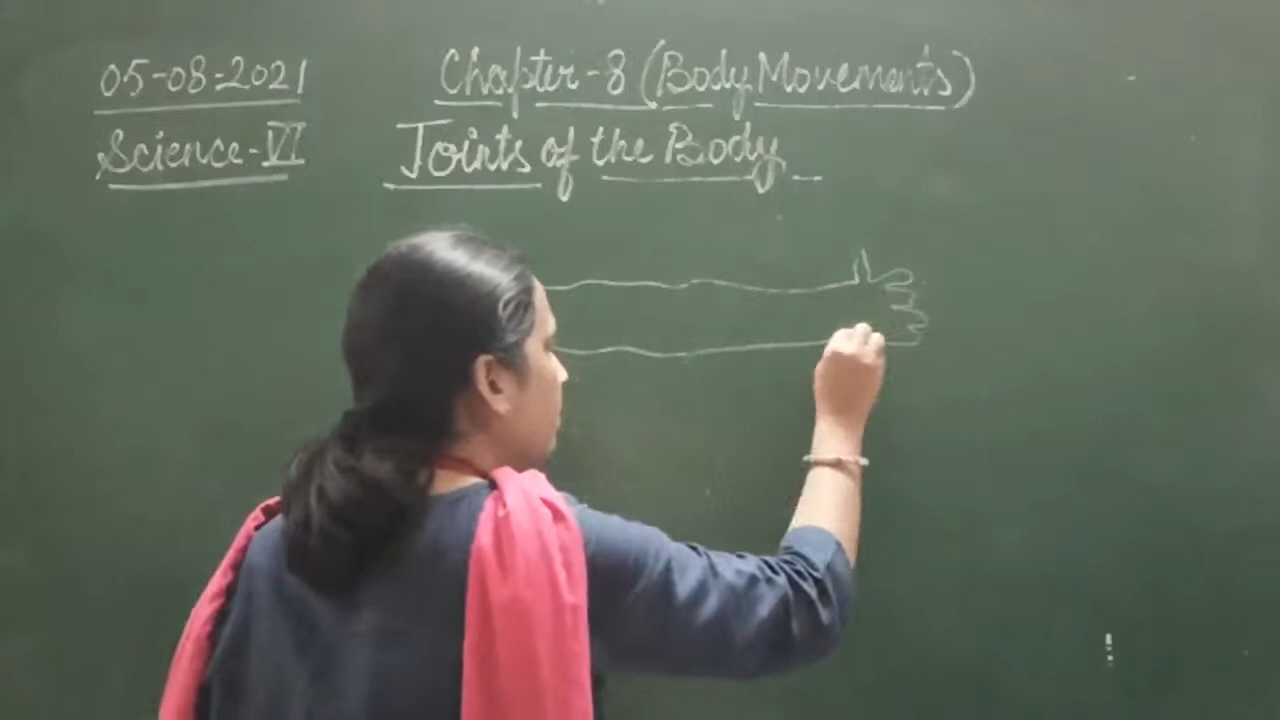 05-08-2021
Chapter-8 (Body Movements)
Science-VI
Joints of the Body